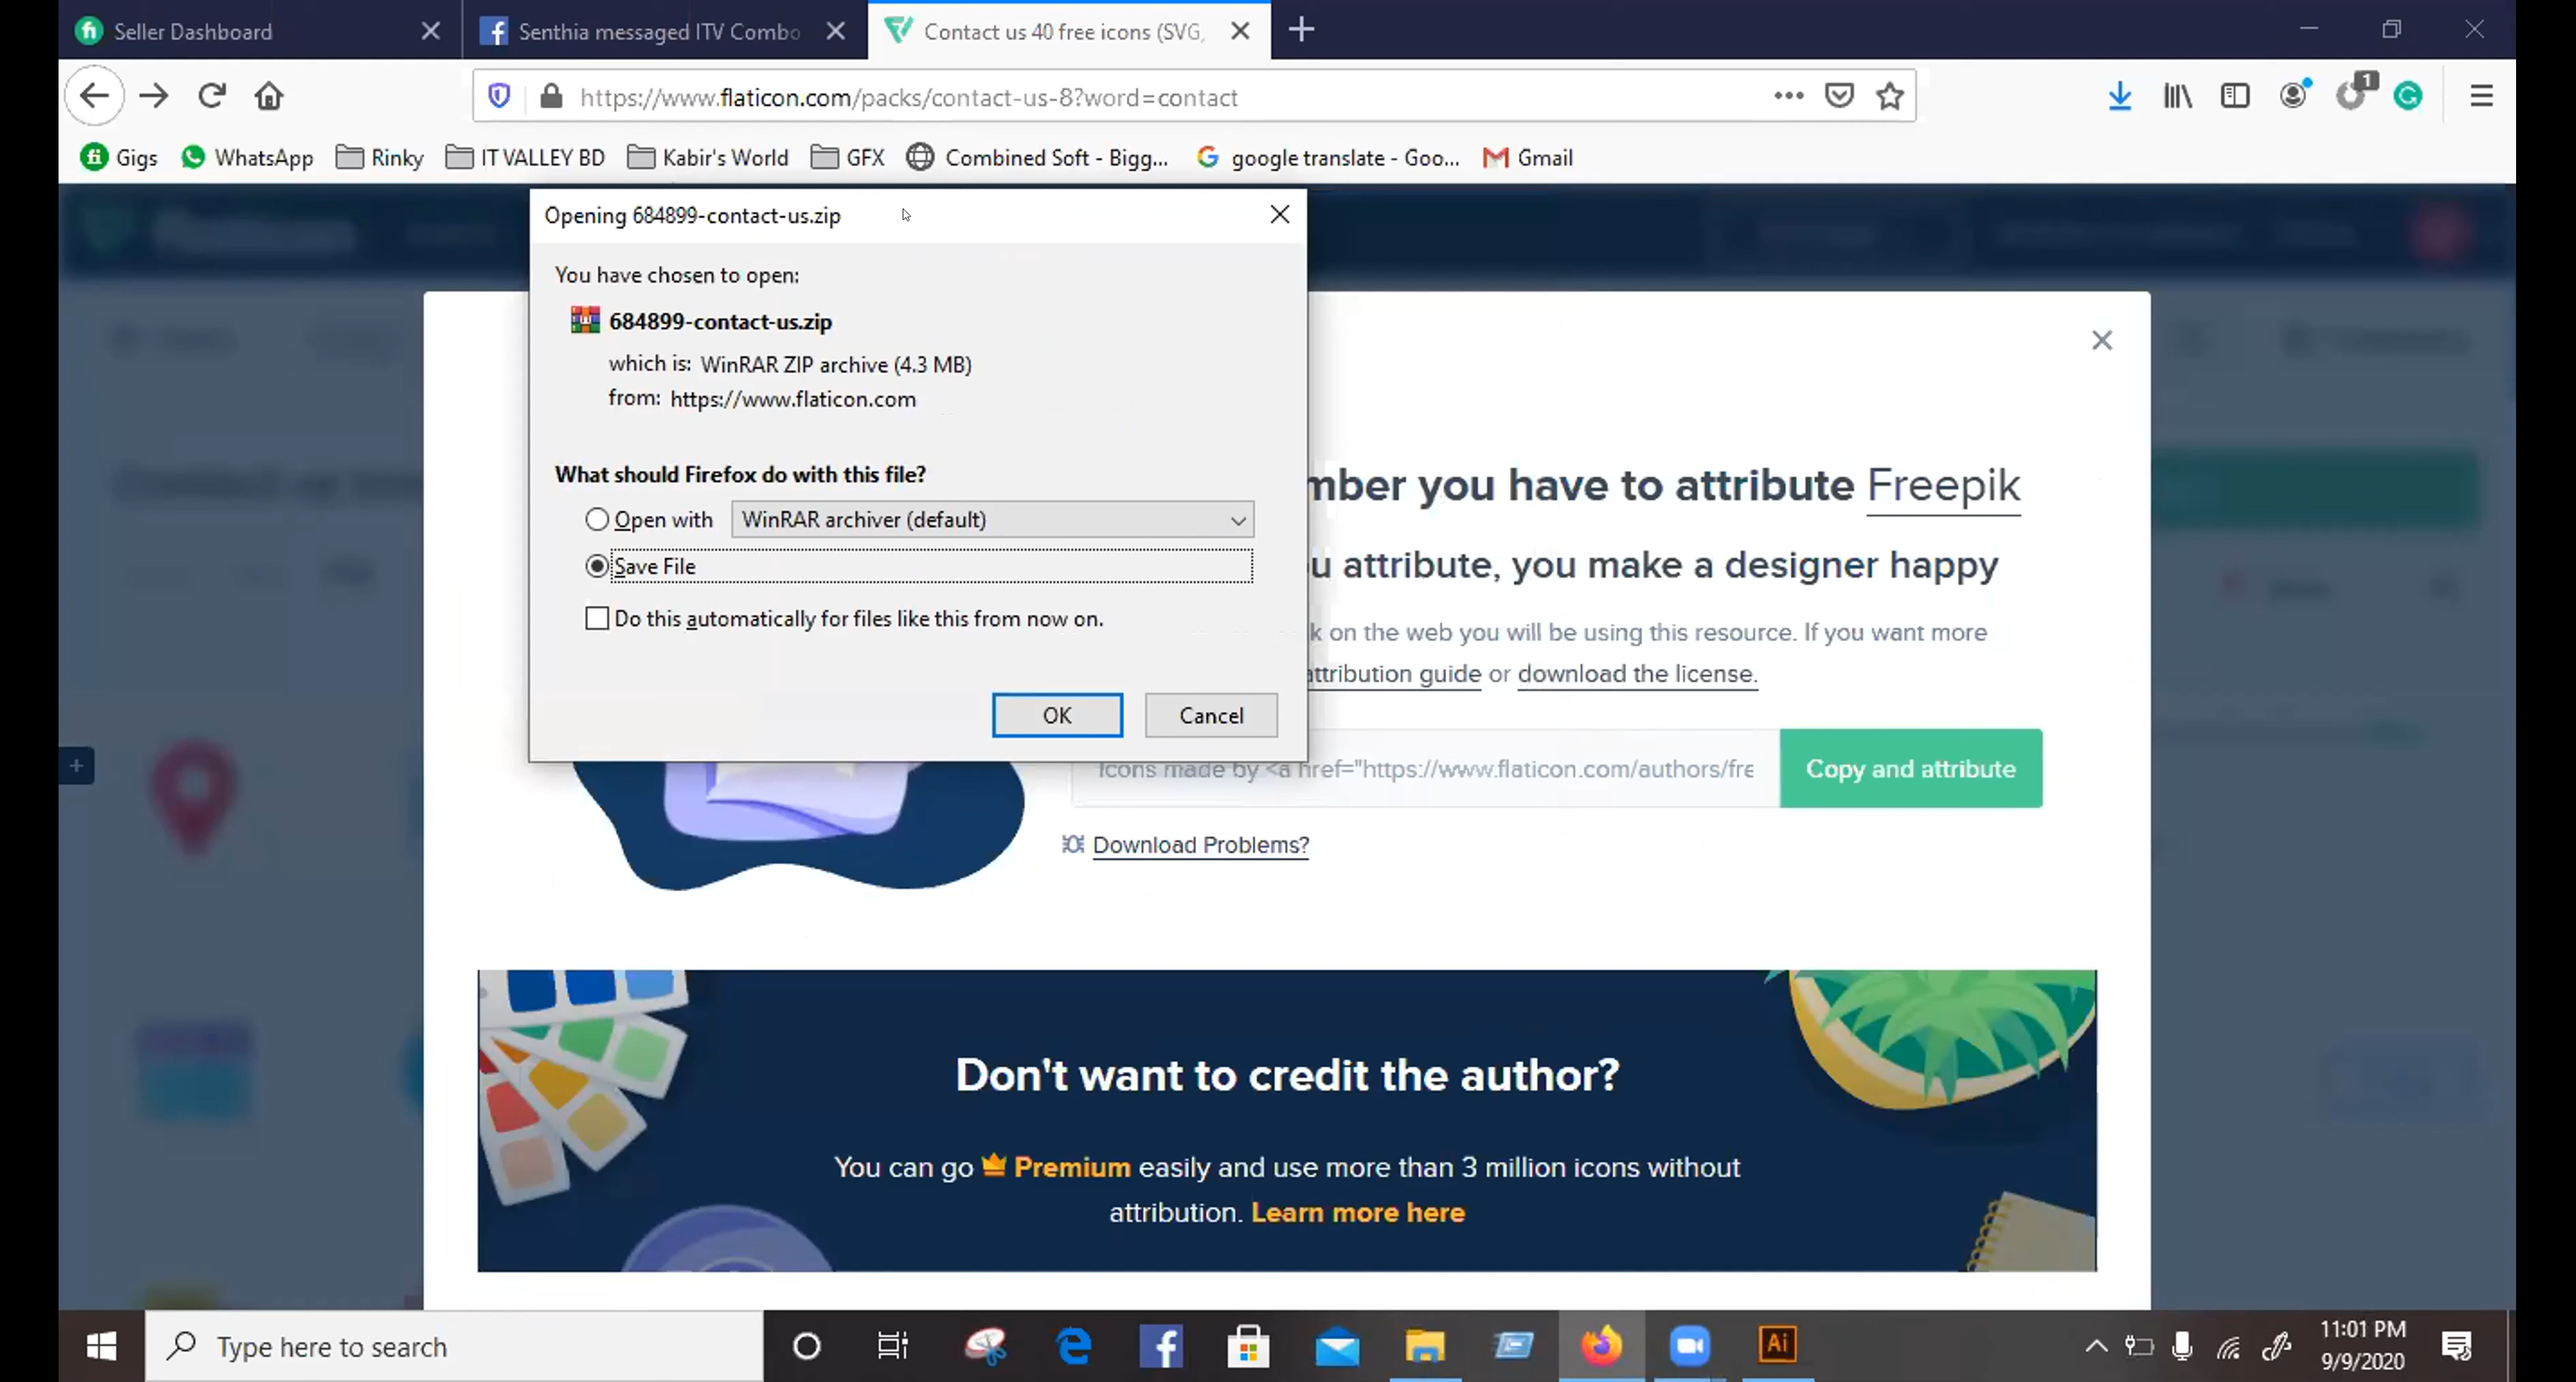 Seller Dashboard
Senthia messaged ITV Combo
Contact us 40 free icons (SVG,
https://www.flaticon.com/packs/contact-us-8?word=contact
1
Gigs
WhatsApp
Rinky
IT VALLEY BD
Kabir's World
GFX
Combined Soft - Bigg...
google translate - Goo...
Gmail
Opening 684899-contact-us.zip
You have chosen to open:
684899-contact-us.zip
which is: WinRAR ZIP archive (4.3 MB)
from: https://www.flaticon.com
What should Firefox do with this file?
Open with WinRAR archiver (default)
Save File
Do this automatically for files like this from now on.
OK
Cancel
mber you have to attribute Freepik
u attribute, you make a designer happy
k on the web you will be using this resource. If you want more
attribution guide or download the license.
Icons made by <a href="https://www.flaticon.com/authors/fre
Copy and attribute
Download Problems?
Don't want to credit the author?
You can go Premium easily and use more than 3 million icons without
attribution. Learn more here
Type here to search
Ai
11:01 PM
9/9/2020